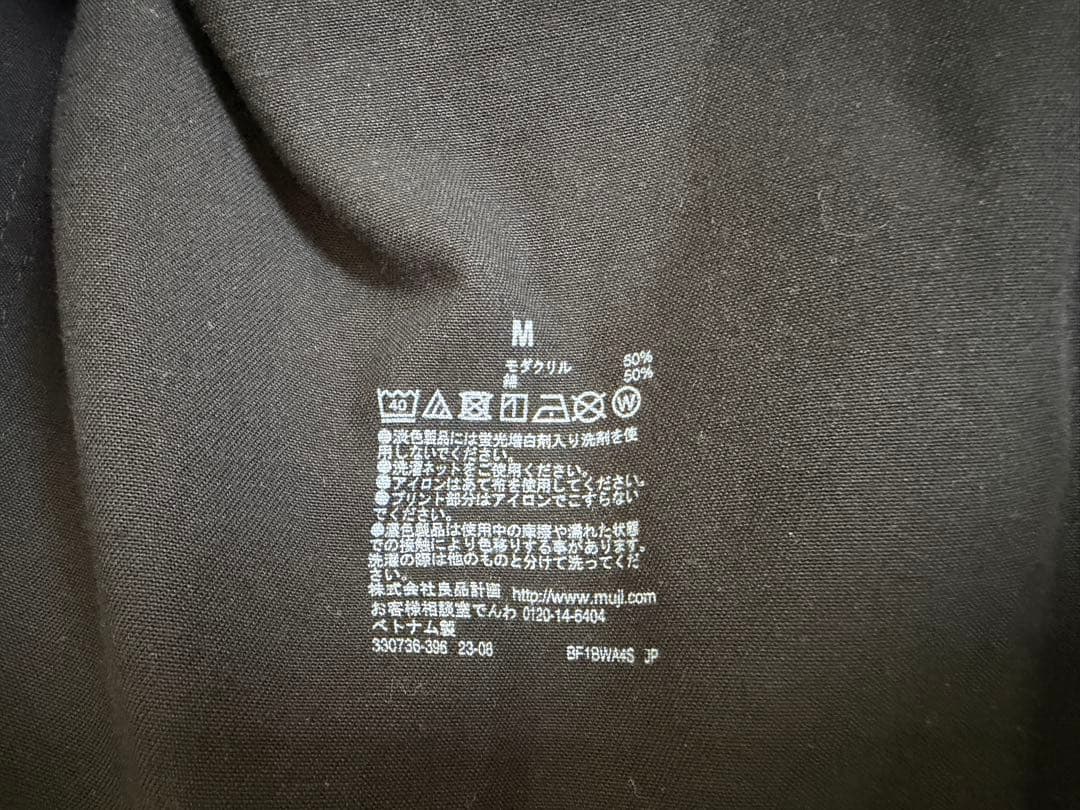 M
モダクリル 50%
綿 50%
40
W
●淡色製品には蛍光増白剤入り洗剤を使
用しないでください。
●洗濯ネットをご使用ください。
●アイロンはあて布を使用してください。
●プリント部分はアイロンでこすらない
でください。
●濃色製品は使用中の摩擦や濡れた状態
での接触により色移りする事があります。
洗濯の際は他のものと分けて洗ってくだ
さい。
株式会社良品計画 http://www.muji.com
お客様相談室でんわ 0120-14-6404
ベトナム製
330736-396 23-08 BF1BWA4S JP